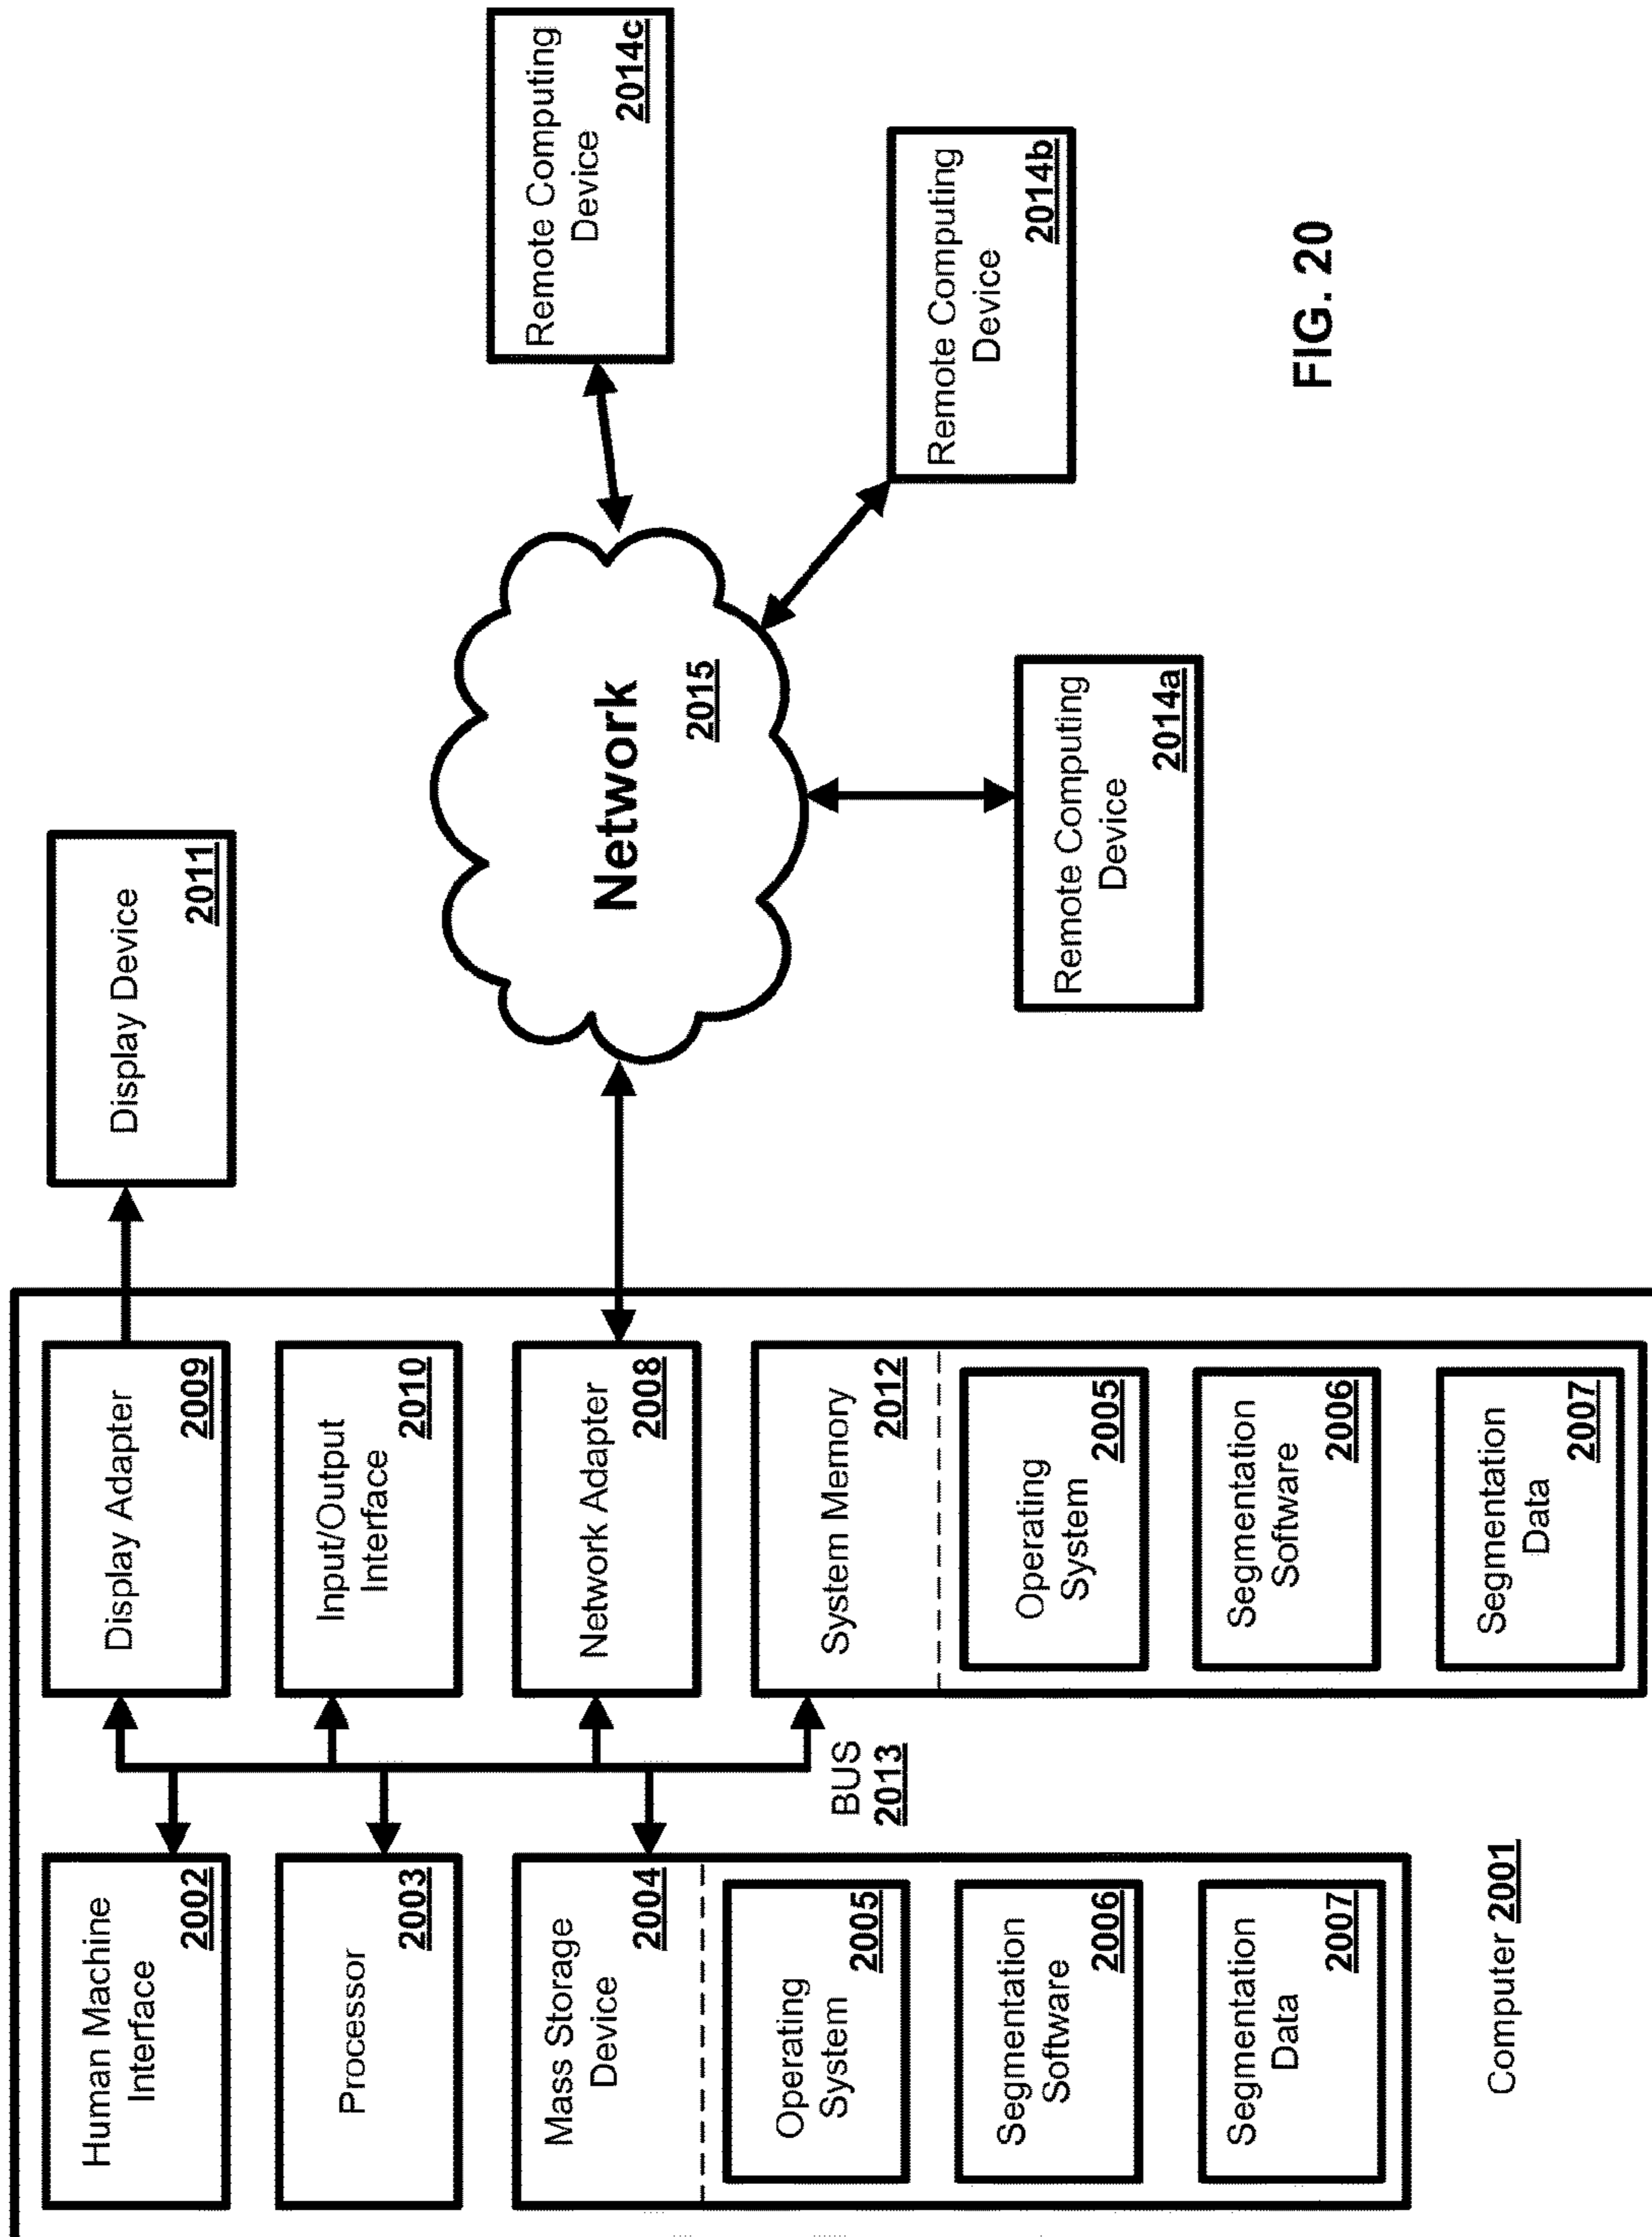 Human Machine
Interface
2002
Processor
2003
Mass Storage
Device
2004
Operating
System
2005
Segmentation
Software
2006
Segmentation
Data
2007
Computer 2001
BUS
2013
Display Adapter
2009
Input/Output
Interface
2010
Network Adapter
2008
System Memory
2012
Operating
System
2005
Segmentation
Software
2006
Segmentation
Data
2007
Display Device
2011
Network
2015
Remote Computing
Device
2014a
Remote Computing
Device
2014b
Remote Computing
Device
2014c
FIG. 20